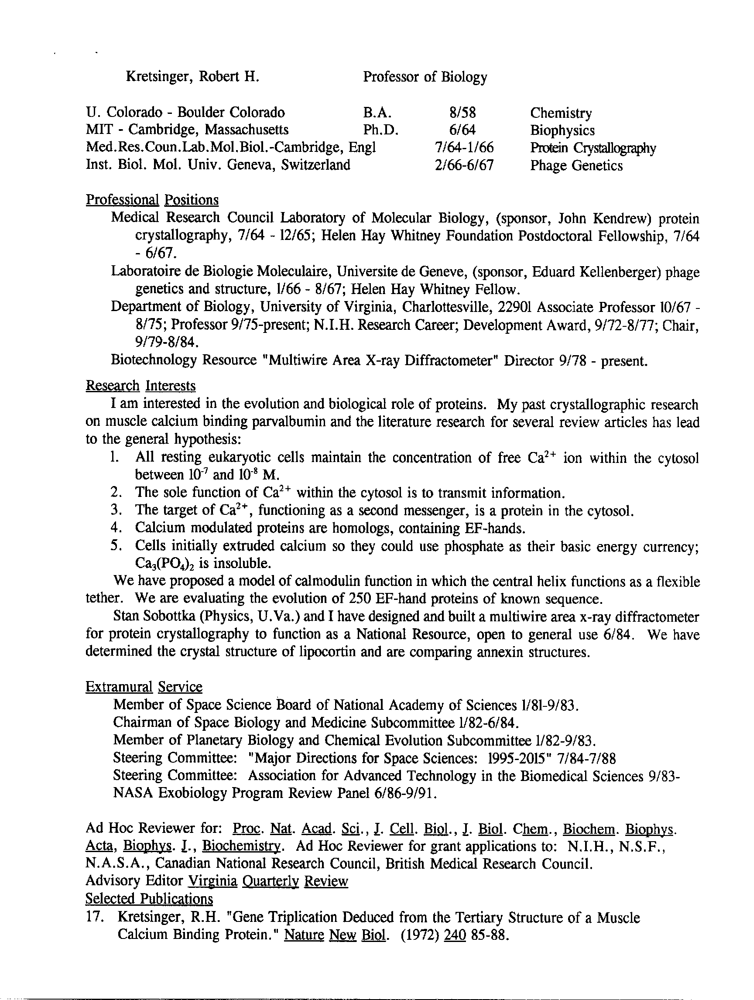 Kretsinger, Robert H. Professor of Biology
U. Colorado - Boulder Colorado B.A. 8/58 Chemistry
MIT - Cambridge, Massachusetts Ph.D. 6/64 Biophysics
Med.Res.Coun.Lab.Mol.Biol.-Cambridge, Engl 7/64-1/66 Protein Crystallography
Inst. Biol. Mol. Univ. Geneva, Switzerland 2/66-6/67 Phage Genetics
Professional Positions
Medical Research Council Laboratory of Molecular Biology, (sponsor, John Kendrew) protein
crystallography, 7/64 - 12/65; Helen Hay Whitney Foundation Postdoctoral Fellowship, 7/64
- 6/67.
Laboratoire de Biologie Moleculaire, Universite de Geneve, (sponsor, Eduard Kellenberger) phage
genetics and structure, 1/66 - 8/67; Helen Hay Whitney Fellow.
Department of Biology, University of Virginia, Charlottesville, 22901 Associate Professor 10/67 -
8/75; Professor 9/75-present; N.I.H. Research Career; Development Award, 9/72-8/77; Chair,
9/79-8/84.
Biotechnology Resource "Multiwire Area X-ray Diffractometer" Director 9/78 - present.
Research Interests
I am interested in the evolution and biological role of proteins. My past crystallographic research
on muscle calcium binding parvalbumin and the literature research for several review articles has lead
to the general hypothesis:
1. All resting eukaryotic cells maintain the concentration of free Ca²⁺ ion within the cytosol
between 10⁻⁷ and 10⁻⁸ M.
2. The sole function of Ca²⁺ within the cytosol is to transmit information.
3. The target of Ca²⁺, functioning as a second messenger, is a protein in the cytosol.
4. Calcium modulated proteins are homologs, containing EF-hands.
5. Cells initially extruded calcium so they could use phosphate as their basic energy currency;
Ca₃(PO₄)₂ is insoluble.
We have proposed a model of calmodulin function in which the central helix functions as a flexible
tether. We are evaluating the evolution of 250 EF-hand proteins of known sequence.
Stan Sobottka (Physics, U.Va.) and I have designed and built a multiwire area x-ray diffractometer
for protein crystallography to function as a National Resource, open to general use 6/84. We have
determined the crystal structure of lipocortin and are comparing annexin structures.
Extramural Service
Member of Space Science Board of National Academy of Sciences 1/81-9/83.
Chairman of Space Biology and Medicine Subcommittee 1/82-6/84.
Member of Planetary Biology and Chemical Evolution Subcommittee 1/82-9/83.
Steering Committee: "Major Directions for Space Sciences: 1995-2015" 7/84-7/88
Steering Committee: Association for Advanced Technology in the Biomedical Sciences 9/83-
NASA Exobiology Program Review Panel 6/86-9/91.
Ad Hoc Reviewer for: Proc. Nat. Acad. Sci., J. Cell. Biol., J. Biol. Chem., Biochem. Biophys.
Acta, Biophys. J., Biochemistry. Ad Hoc Reviewer for grant applications to: N.I.H., N.S.F.,
N.A.S.A., Canadian National Research Council, British Medical Research Council.
Advisory Editor Virginia Quarterly Review
Selected Publications
17. Kretsinger, R.H. "Gene Triplication Deduced from the Tertiary Structure of a Muscle
Calcium Binding Protein." Nature New Biol. (1972) 240 85-88.